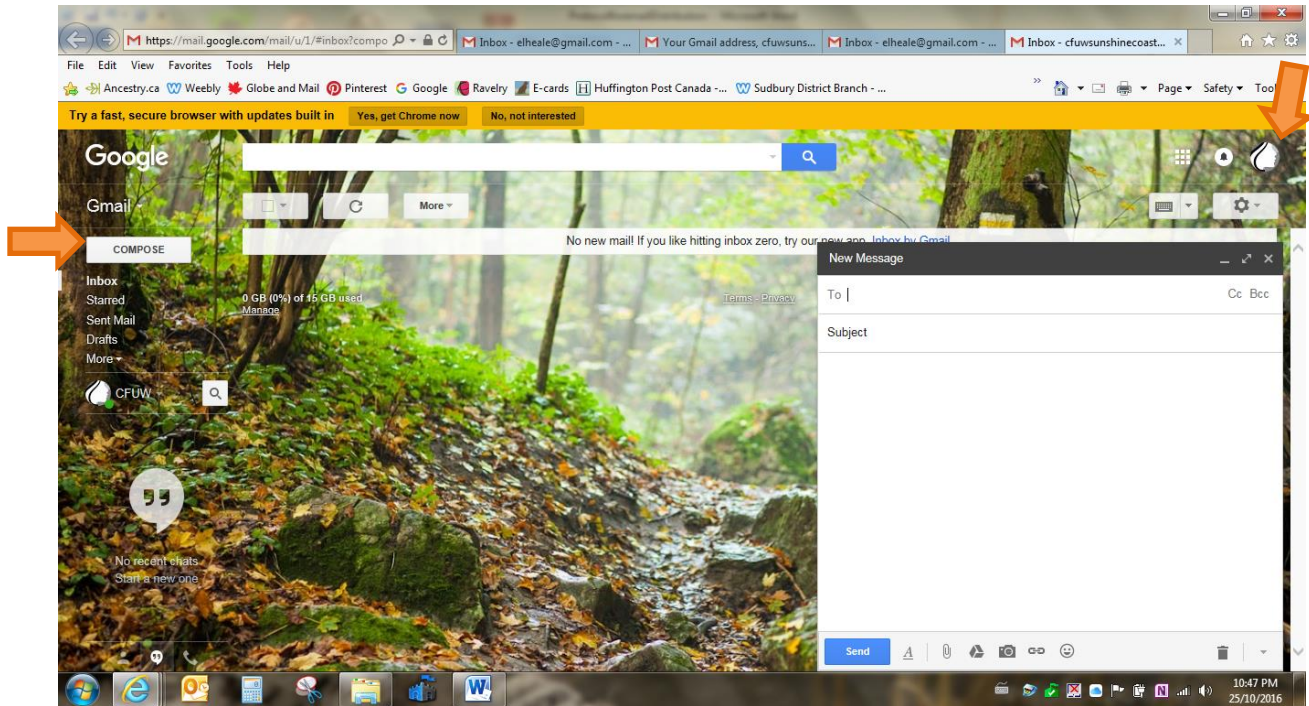 https://mail.google.com/mail/u/1/#inbox?compo
Inbox - elheale@gmail.com - ...
Your Gmail address, cfuwsuns...
Inbox - elheale@gmail.com - ...
Inbox - cfuwsunshinecoast...
File Edit View Favorites Tools Help
Ancestry.ca Weebly Globe and Mail Pinterest Google Ravelry E-cards Huffington Post Canada -... Sudbury District Branch - ... Page Safety Too
Try a fast, secure browser with updates built in Yes, get Chrome now No, not interested
Google
Gmail More
COMPOSE
No new mail! If you like hitting inbox zero, try our new app, Inbox by Gmail
Inbox
Starred
Sent Mail
Drafts
More
CFUW
0 GB (0%) of 15 GB used
Manage
Terms - Privacy
No recent chats
Start a new one
New Message
To Cc Bcc
Subject
Send A
10:47 PM
25/10/2016